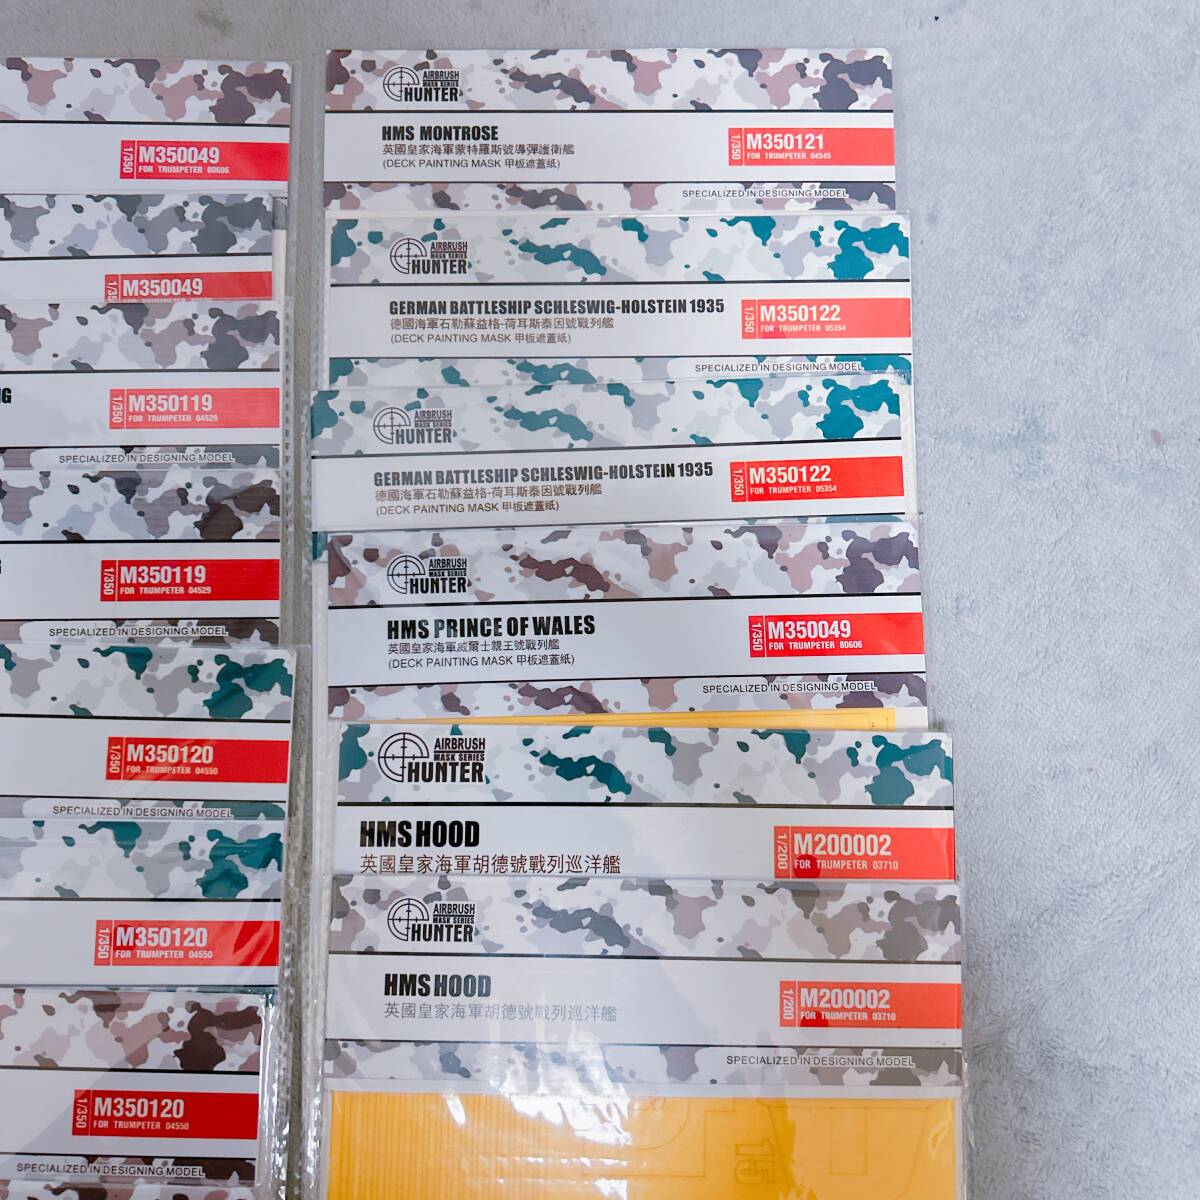 1/350
M350049
FOR TRUMPETER 80606
1/350
M350049
1/350
M350119
FOR TRUMPETER 04529
SPECIALIZED IN DESIGNING MODEL
1/350
M350119
FOR TRUMPETER 04529
SPECIALIZED IN DESIGNING MODEL
1/350
M350120
FOR TRUMPETER 04550
SPECIALIZED IN DESIGNING MODEL
1/350
M350120
FOR TRUMPETER 04550
1/350
M350120
FOR TRUMPETER 04550
SPECIALIZED IN DESIGNING MODEL
AIRBRUSH
MASK SERIES
HUNTER
HMS MONTROSE
英國皇家海軍蒙特羅斯號導彈護衛艦
(DECK PAINTING MASK 甲板遮蓋紙)
1/350
M350121
FOR TRUMPETER 04545
SPECIALIZED IN DESIGNING MODEL
AIRBRUSH
MASK SERIES
HUNTER
GERMAN BATTLESHIP SCHLESWIG-HOLSTEIN 1935
德國海軍石勒蘇益格-荷耳斯泰因號戰列艦
(DECK PAINTING MASK 甲板遮蓋紙)
1/350
M350122
FOR TRUMPETER 05354
SPECIALIZED IN DESIGNING MODEL
AIRBRUSH
MASK SERIES
HUNTER
GERMAN BATTLESHIP SCHLESWIG-HOLSTEIN 1935
德國海軍石勒蘇益格-荷耳斯泰因號戰列艦
(DECK PAINTING MASK 甲板遮蓋紙)
1/350
M350122
FOR TRUMPETER 05354
AIRBRUSH
MASK SERIES
HUNTER
HMS PRINCE OF WALES
英國皇家海軍威爾士親王號戰列艦
(DECK PAINTING MASK 甲板遮蓋紙)
1/350
M350049
FOR TRUMPETER 80606
SPECIALIZED IN DESIGNING MODEL
AIRBRUSH
MASK SERIES
HUNTER
HMS HOOD
英國皇家海軍胡德號戰列巡洋艦
1/200
M200002
FOR TRUMPETER 03710
AIRBRUSH
MASK SERIES
HUNTER
HMS HOOD
英國皇家海軍胡德號戰列巡洋艦
1/200
M200002
FOR TRUMPETER 03710
SPECIALIZED IN DESIGNING MODEL
15